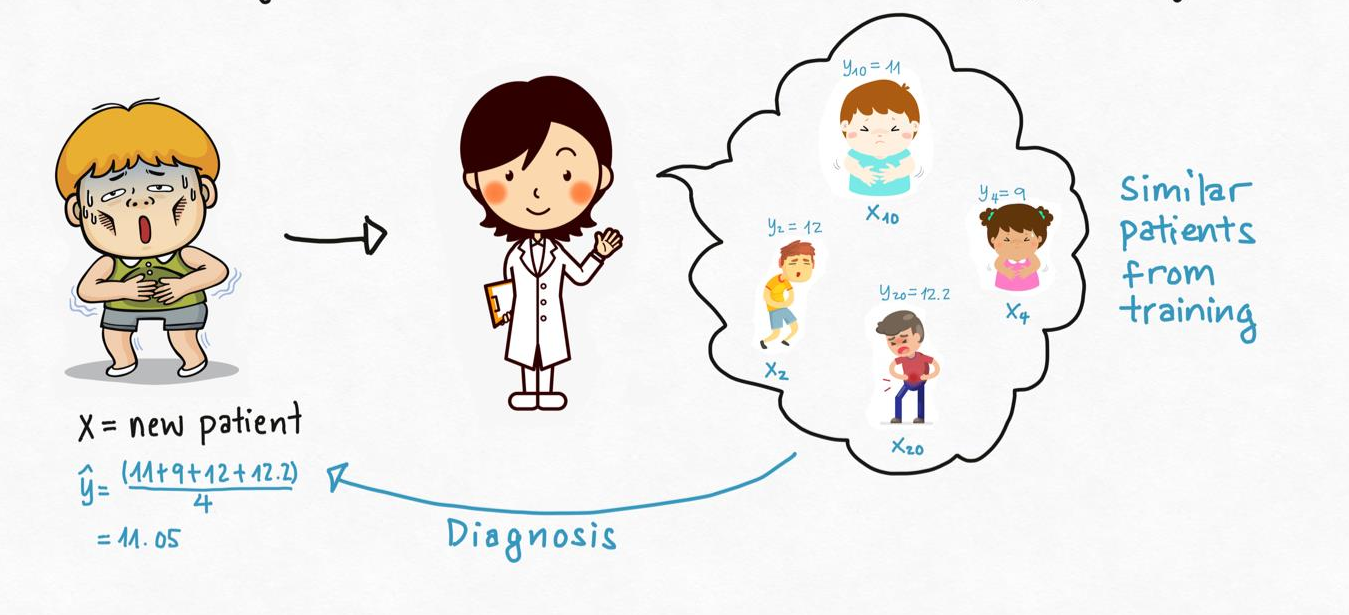 y10 = 11
x10
y4 = 9
x4
y2 = 12
x2
y20 = 12.2
x20
Similar
patients
from
training
x = new patient
ŷ = (11+9+12+12.2)
4
= 11.05
Diagnosis